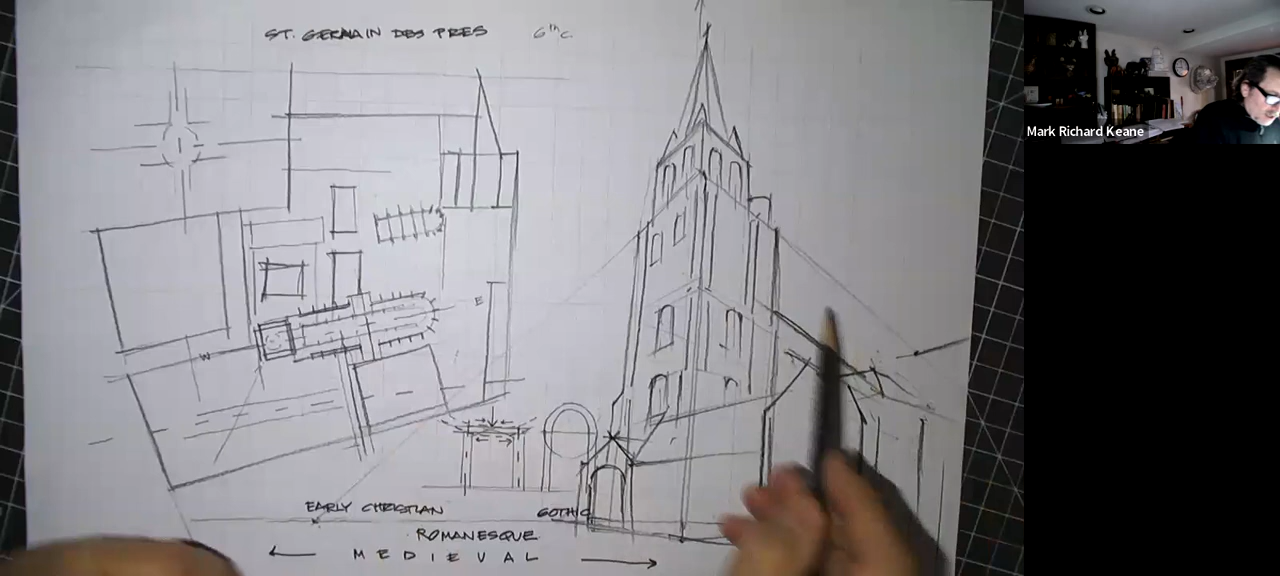 ST. GERMAIN DES PRES 6th C.
Mark Richard Keane
E
W
EARLY CHRISTIAN GOTHIC
ROMANESQUE
MEDIEVAL